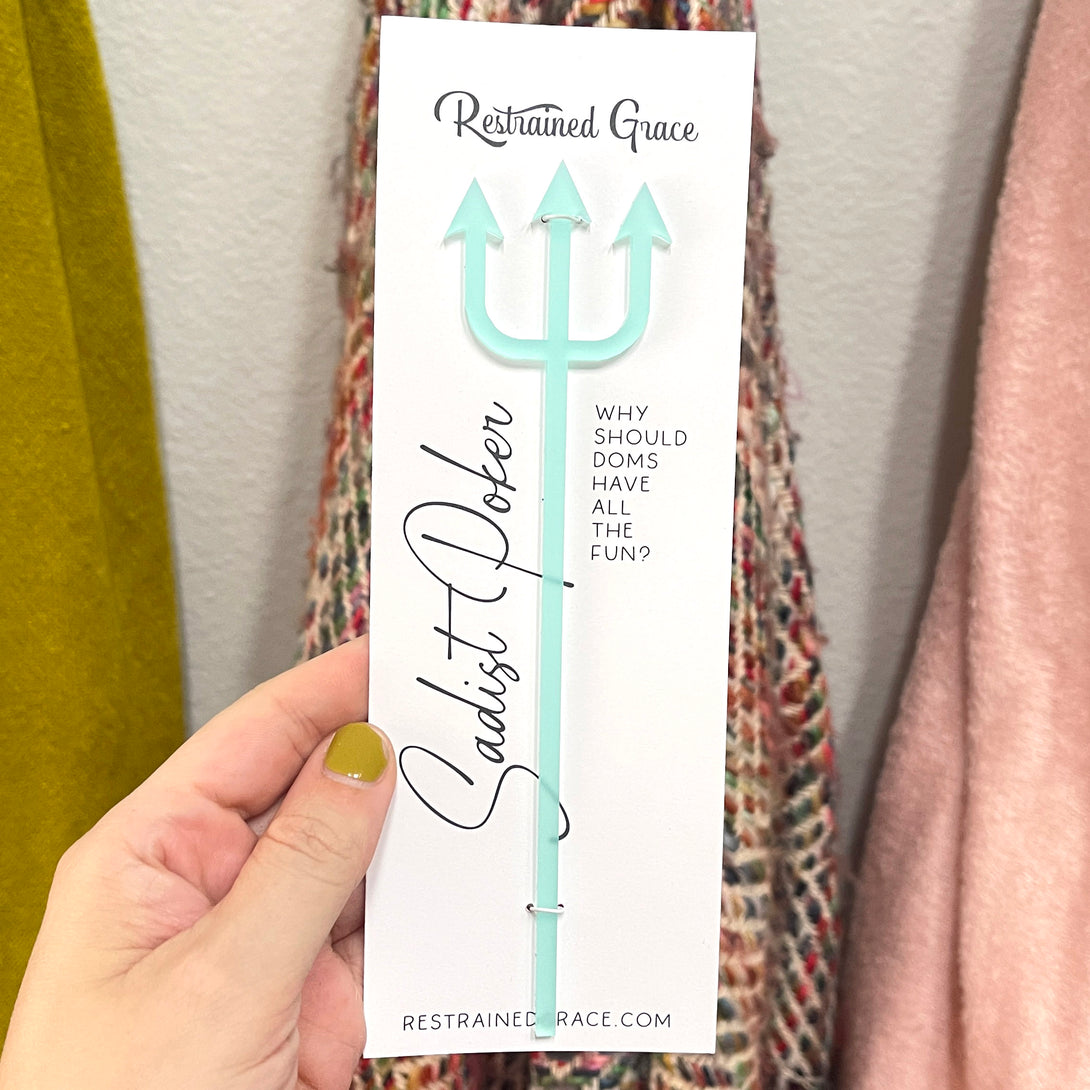 Restrained Grace
Sadist Poker
WHY
SHOULD
DOMS
HAVE
ALL
THE
FUN?
RESTRAINEDGRACE.COM